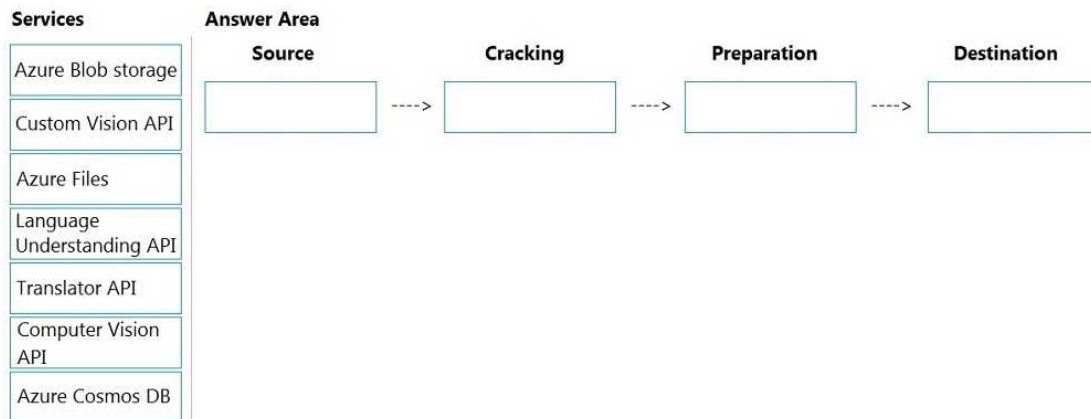 Services
Answer Area
Source
Cracking
Preparation
Destination
Azure Blob storage
Custom Vision API
Azure Files
Language
Understanding API
Translator API
Computer Vision
API
Azure Cosmos DB
---->
---->
---->